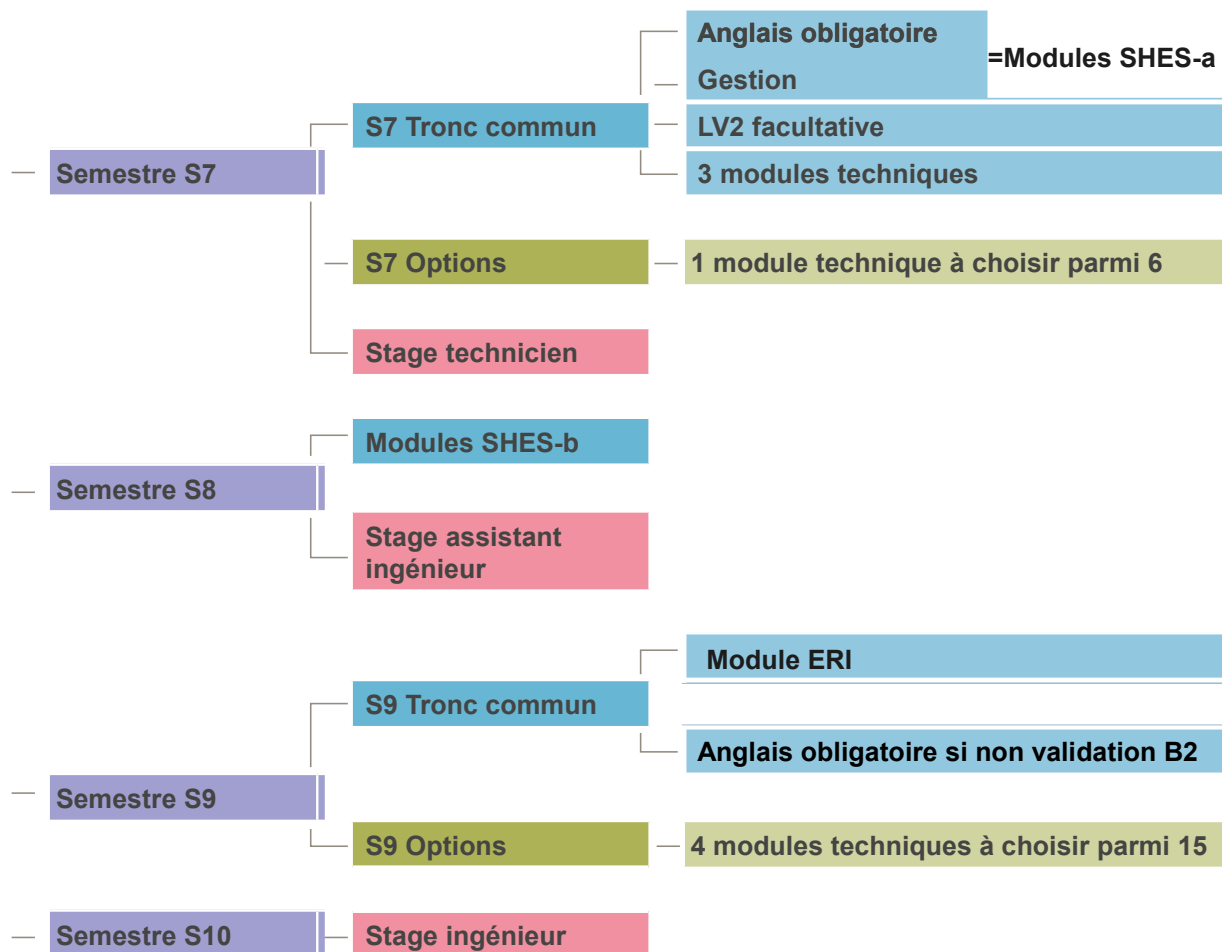 Anglais obligatoire
Gestion
=Modules SHES-a
S7 Tronc commun
LV2 facultative
Semestre S7
3 modules techniques
S7 Options
1 module technique à choisir parmi 6
Stage technicien
Modules SHES-b
Semestre S8
Stage assistant
ingénieur
Module ERI
S9 Tronc commun
Anglais obligatoire si non validation B2
Semestre S9
S9 Options
4 modules techniques à choisir parmi 15
Semestre S10
Stage ingénieur